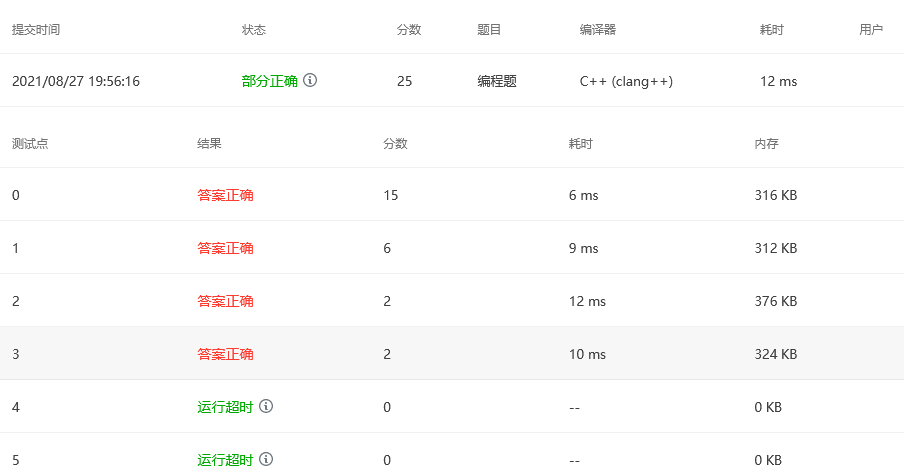 提交时间 状态 分数 题目 编译器 耗时 用户
2021/08/27 19:56:16 部分正确 25 编程题 C++ (clang++) 12 ms
测试点 结果 分数 耗时 内存
0 答案正确 15 6 ms 316 KB
1 答案正确 6 9 ms 312 KB
2 答案正确 2 12 ms 376 KB
3 答案正确 2 10 ms 324 KB
4 运行超时 0 -- 0 KB
5 运行超时 0 -- 0 KB